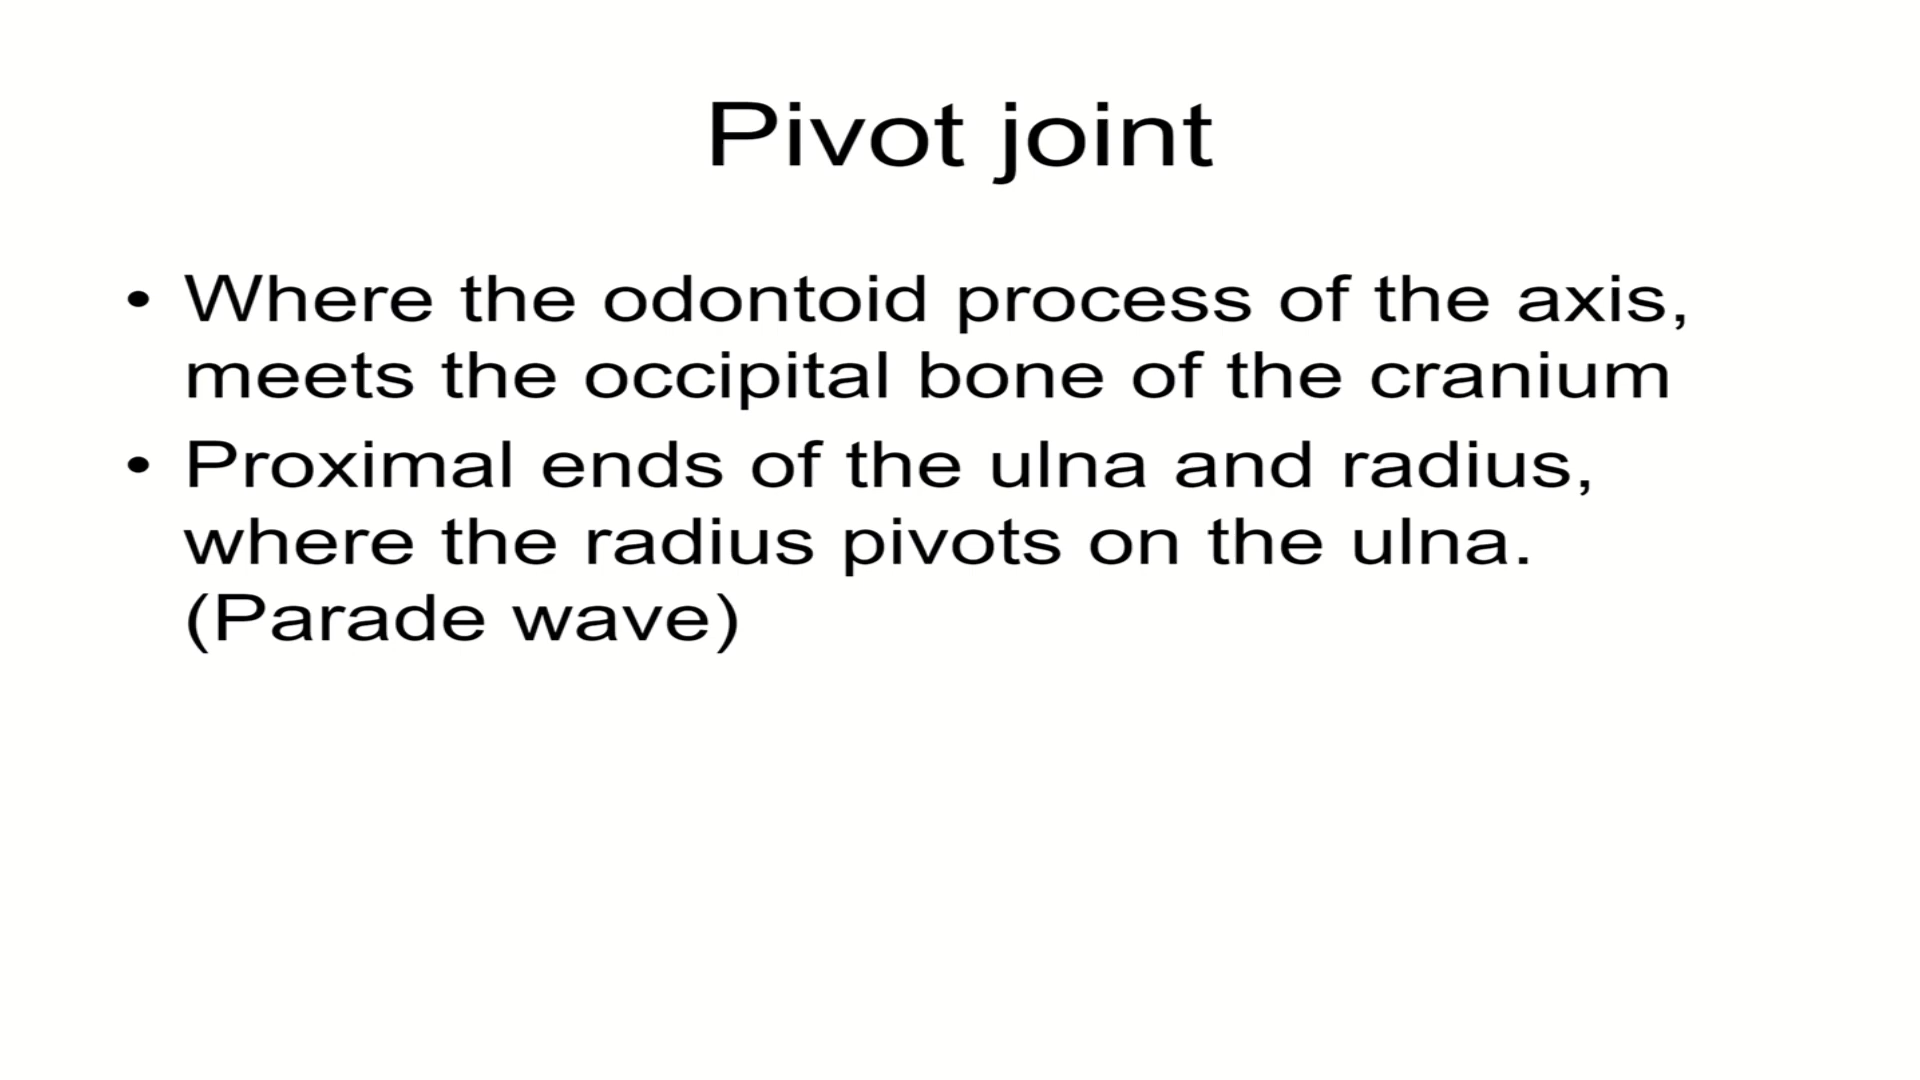 Pivot joint
• Where the odontoid process of the axis,
meets the occipital bone of the cranium
• Proximal ends of the ulna and radius,
where the radius pivots on the ulna.
(Parade wave)